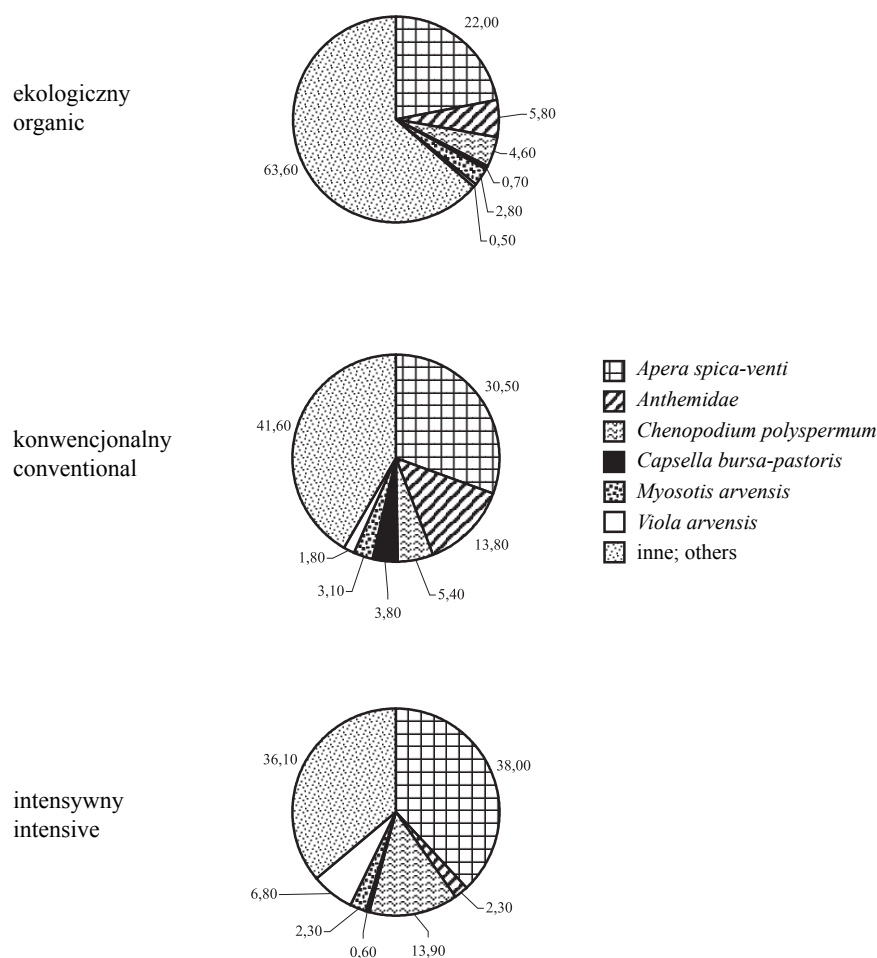 ekologiczny
organic
22,00
5,80
4,60
0,70
2,80
0,50
63,60
konwencjonalny
conventional
30,50
13,80
5,40
3,80
3,10
1,80
41,60
Apera spica-venti
Anthemidae
Chenopodium polyspermum
Capsella bursa-pastoris
Myosotis arvensis
Viola arvensis
inne; others
intensywny
intensive
38,00
2,30
13,90
0,60
2,30
6,80
36,10